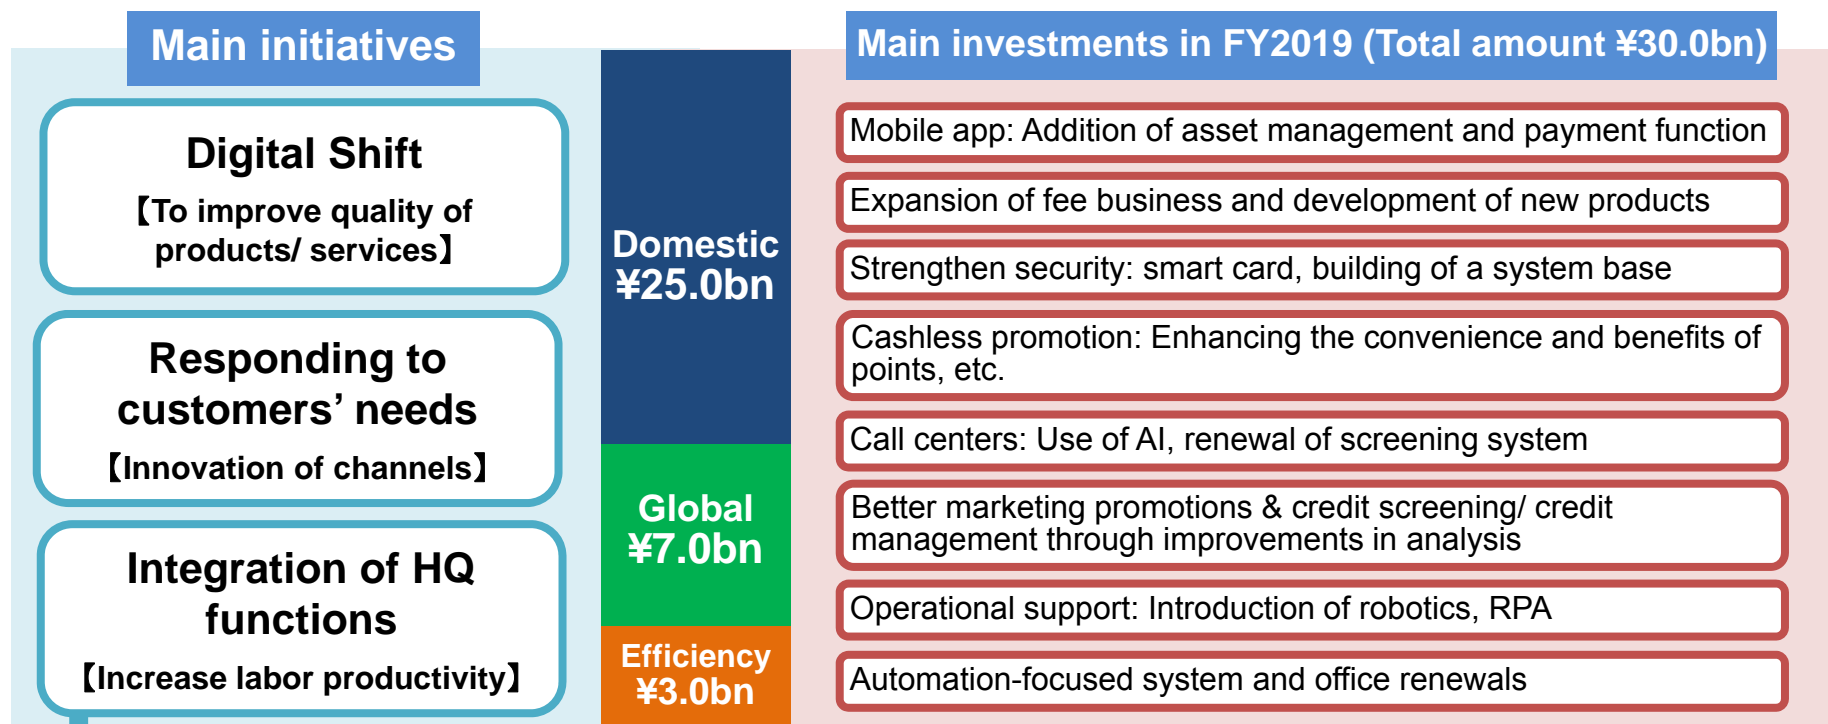 Main initiatives
Digital Shift
【To improve quality of
products/ services】
Responding to
customers’ needs
【Innovation of channels】
Integration of HQ
functions
【Increase labor productivity】
Domestic
¥25.0bn
Global
¥7.0bn
Efficiency
¥3.0bn
Main investments in FY2019 (Total amount ¥30.0bn)
Mobile app: Addition of asset management and payment function
Expansion of fee business and development of new products
Strengthen security: smart card, building of a system base
Cashless promotion: Enhancing the convenience and benefits of
points, etc.
Call centers: Use of AI, renewal of screening system
Better marketing promotions & credit screening/ credit
management through improvements in analysis
Operational support: Introduction of robotics, RPA
Automation-focused system and office renewals